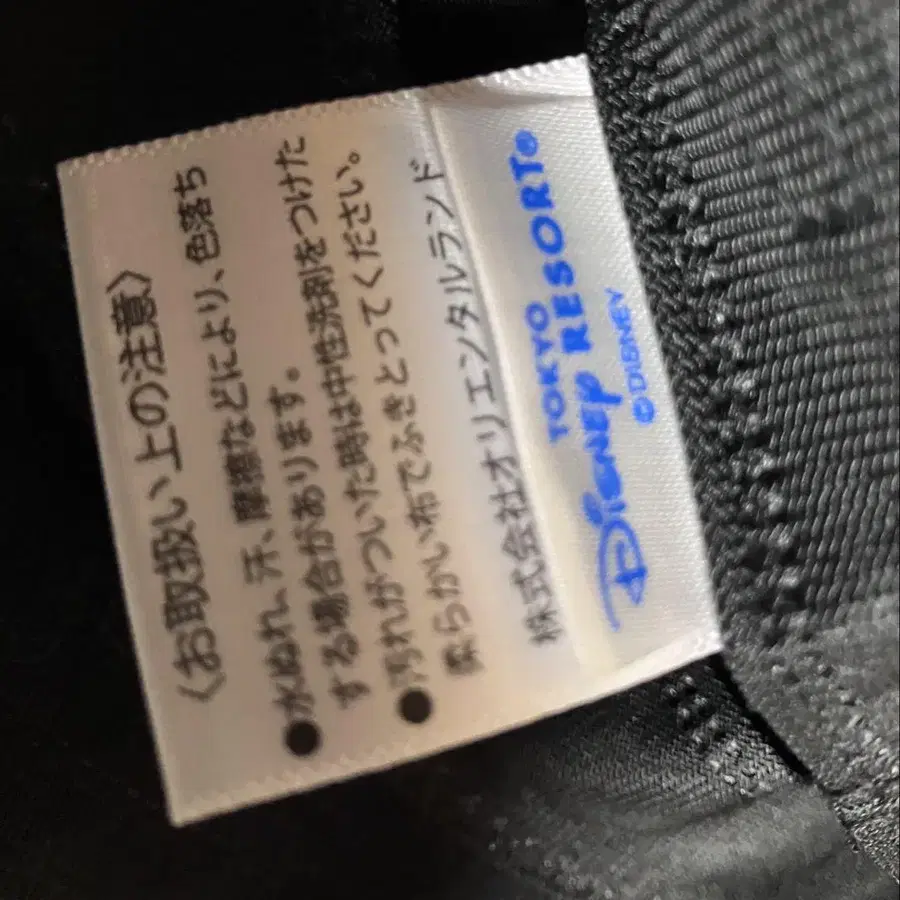 〈お取扱い上の注意〉
●水ぬれ、汗、摩擦などにより、色落ち
する場合があります。
●汚れがついた時は中性洗剤をつけた
柔らかい布でふきとってください。
株式会社オリエンタルランド
TOKYO
Disney RESORT®
©DISNEY